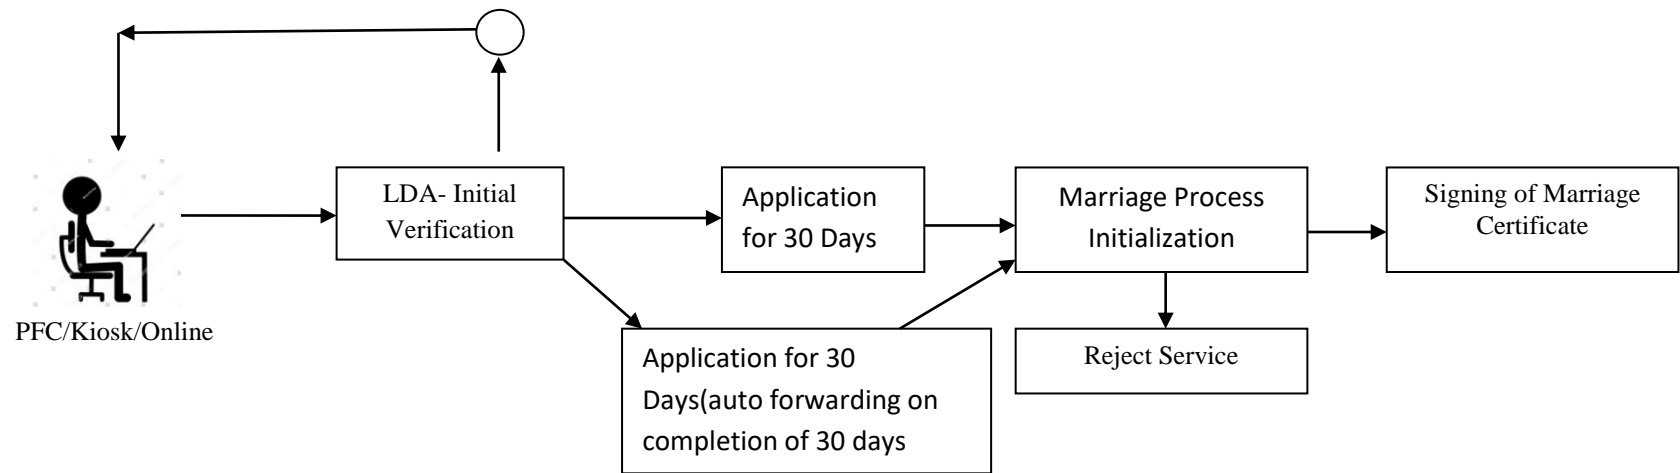 LDA- Initial
Verification
Application
for 30 Days
Marriage Process
Initialization
Signing of Marriage
Certificate
PFC/Kiosk/Online
Application for 30
Days(auto forwarding on
completion of 30 days
Reject Service